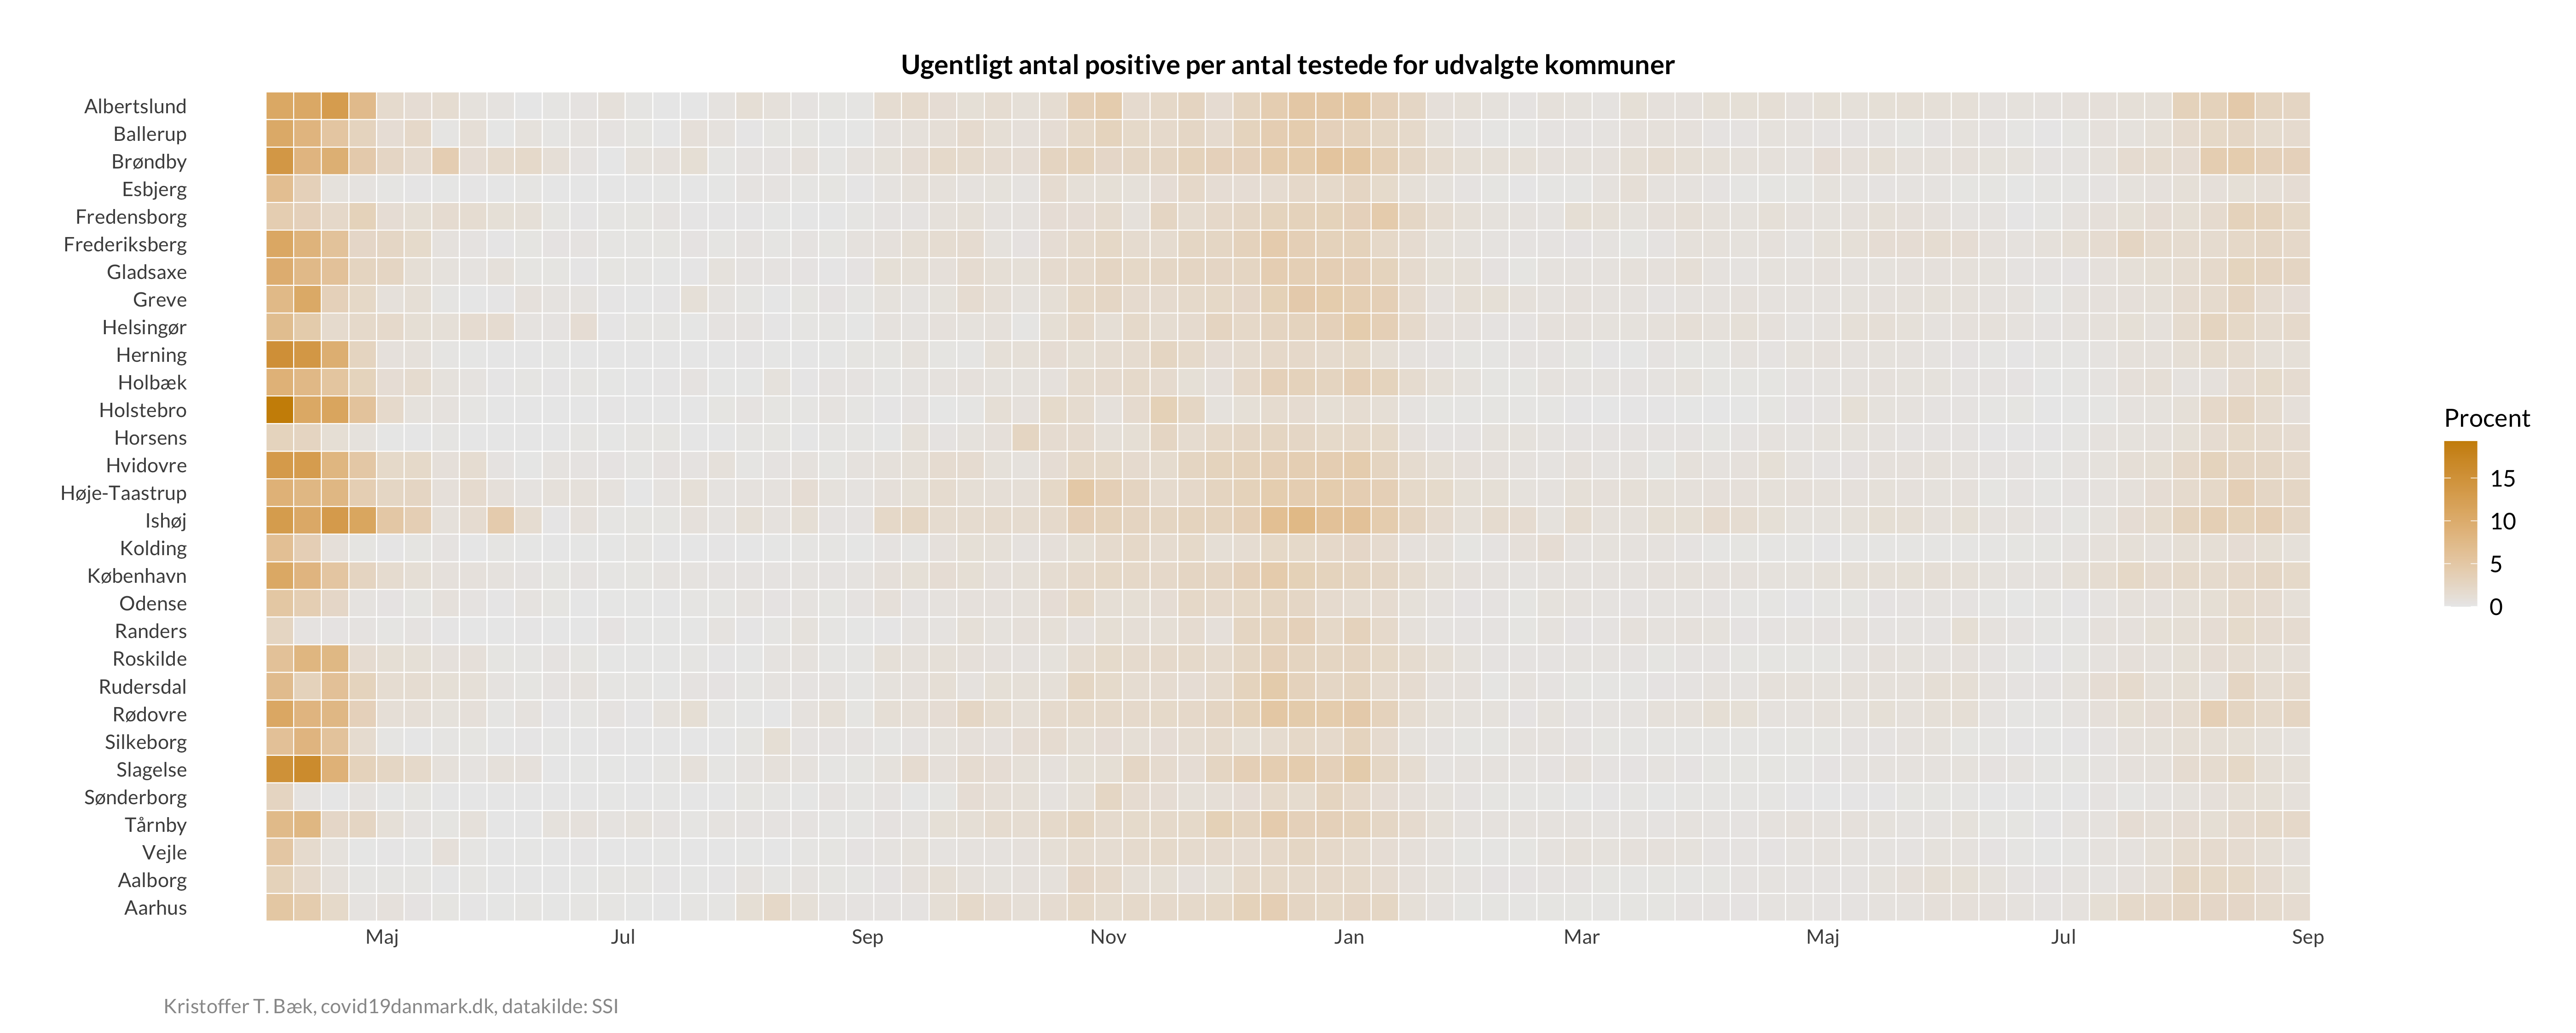 Ugentligt antal positive per antal testede for udvalgte kommuner
Albertslund
Ballerup
Brøndby
Esbjerg
Fredensborg
Frederiksberg
Gladsaxe
Greve
Helsingør
Herning
Holbæk
Holstebro
Horsens
Hvidovre
Høje-Taastrup
Ishøj
Kolding
København
Odense
Randers
Roskilde
Rudersdal
Rødovre
Silkeborg
Slagelse
Sønderborg
Tårnby
Vejle
Aalborg
Aarhus
Maj Jul Sep Nov Jan Mar Maj Jul Sep
Procent
15
10
5
0
Kristoffer T. Bæk, covid19danmark.dk, datakilde: SSI